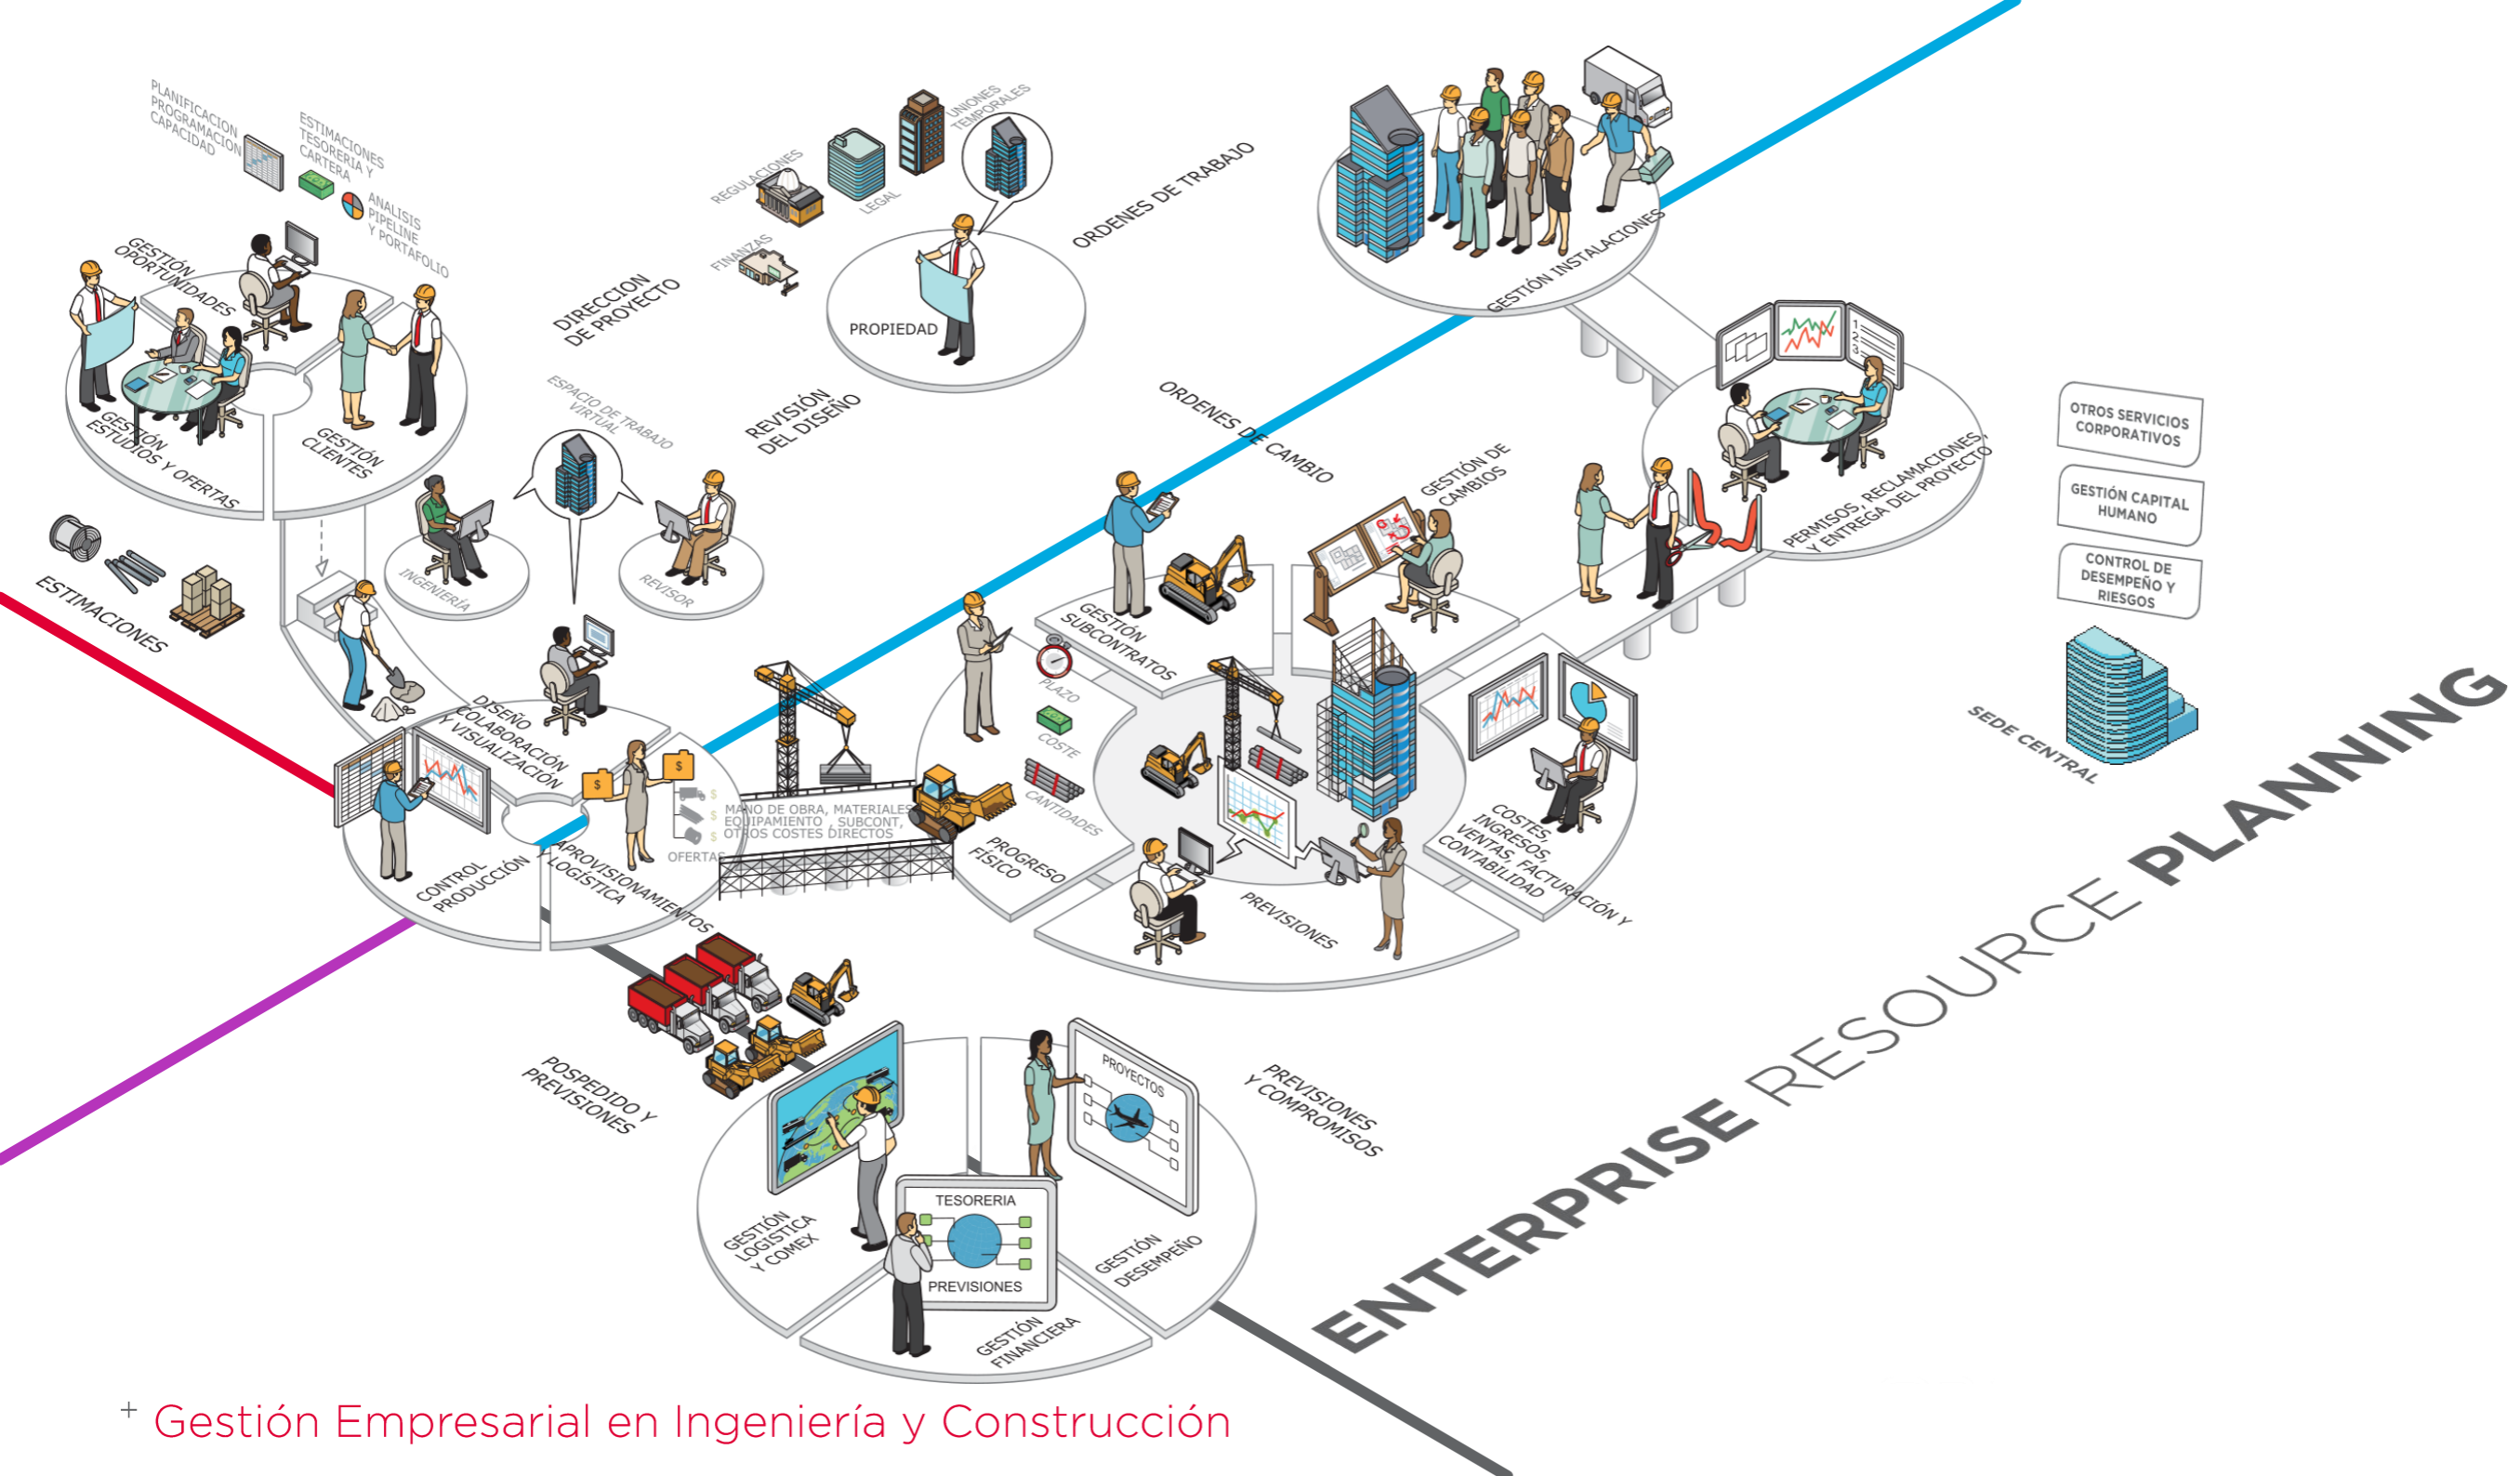 PLANIFICACION
PROGRAMACION
CAPACIDAD
ESTIMACIONES
TESORERIA Y
CARTERA
ANALISIS
PIPELINE
Y PORTAFOLIO
GESTIÓN
OPORTUNIDADES
GESTIÓN
ESTUDIOS Y OFERTAS
GESTIÓN
CLIENTES
ESTIMACIONES
DIRECCION
DE PROYECTO
REGULACIONES
LEGAL
UNIONES
TEMPORALES
FINANZAS
PROPIEDAD
ORDENES DE TRABAJO
GESTIÓN INSTALACIONES
ESPACIO DE TRABAJO
VIRTUAL
REVISIÓN
DEL DISEÑO
INGENIERÍA
REVISOR
ORDENES DE CAMBIO
GESTIÓN DE
CAMBIOS
1
2
3
PERMISOS, RECLAMACIONES,
Y ENTREGA DEL PROYECTO
OTROS SERVICIOS
CORPORATIVOS
GESTIÓN CAPITAL
HUMANO
CONTROL DE
DESEMPEÑO Y
RIESGOS
SEDE CENTRAL
GESTIÓN
SUBCONTRATOS
PLAZO
COSTE
CANTIDADES
PROGRESO
FÍSICO
DISEÑO
COLABORACIÓN
Y VISUALIZACIÓN
$
$
$
$
$
MANO DE OBRA, MATERIALES
EQUIPAMIENTO , SUBCONT,
OTROS COSTES DIRECTOS
OFERTAS
CONTROL
PRODUCCIÓN
APROVISIONAMIENTOS
Y LOGÍSTICA
COSTES,
INGRESOS,
VENTAS, FACTURACIÓN Y
CONTABILIDAD
PREVISIONES
POSPEDIDO Y
PREVISIONES
PROYECTOS
PREVISIONES
Y COMPROMISOS
TESORERIA
PREVISIONES
GESTIÓN
LOGISTICA
Y COMEX
GESTIÓN
DESEMPEÑO
GESTIÓN
FINANCIERA
ENTERPRISE RESOURCE PLANNING
+ Gestión Empresarial en Ingeniería y Construcción